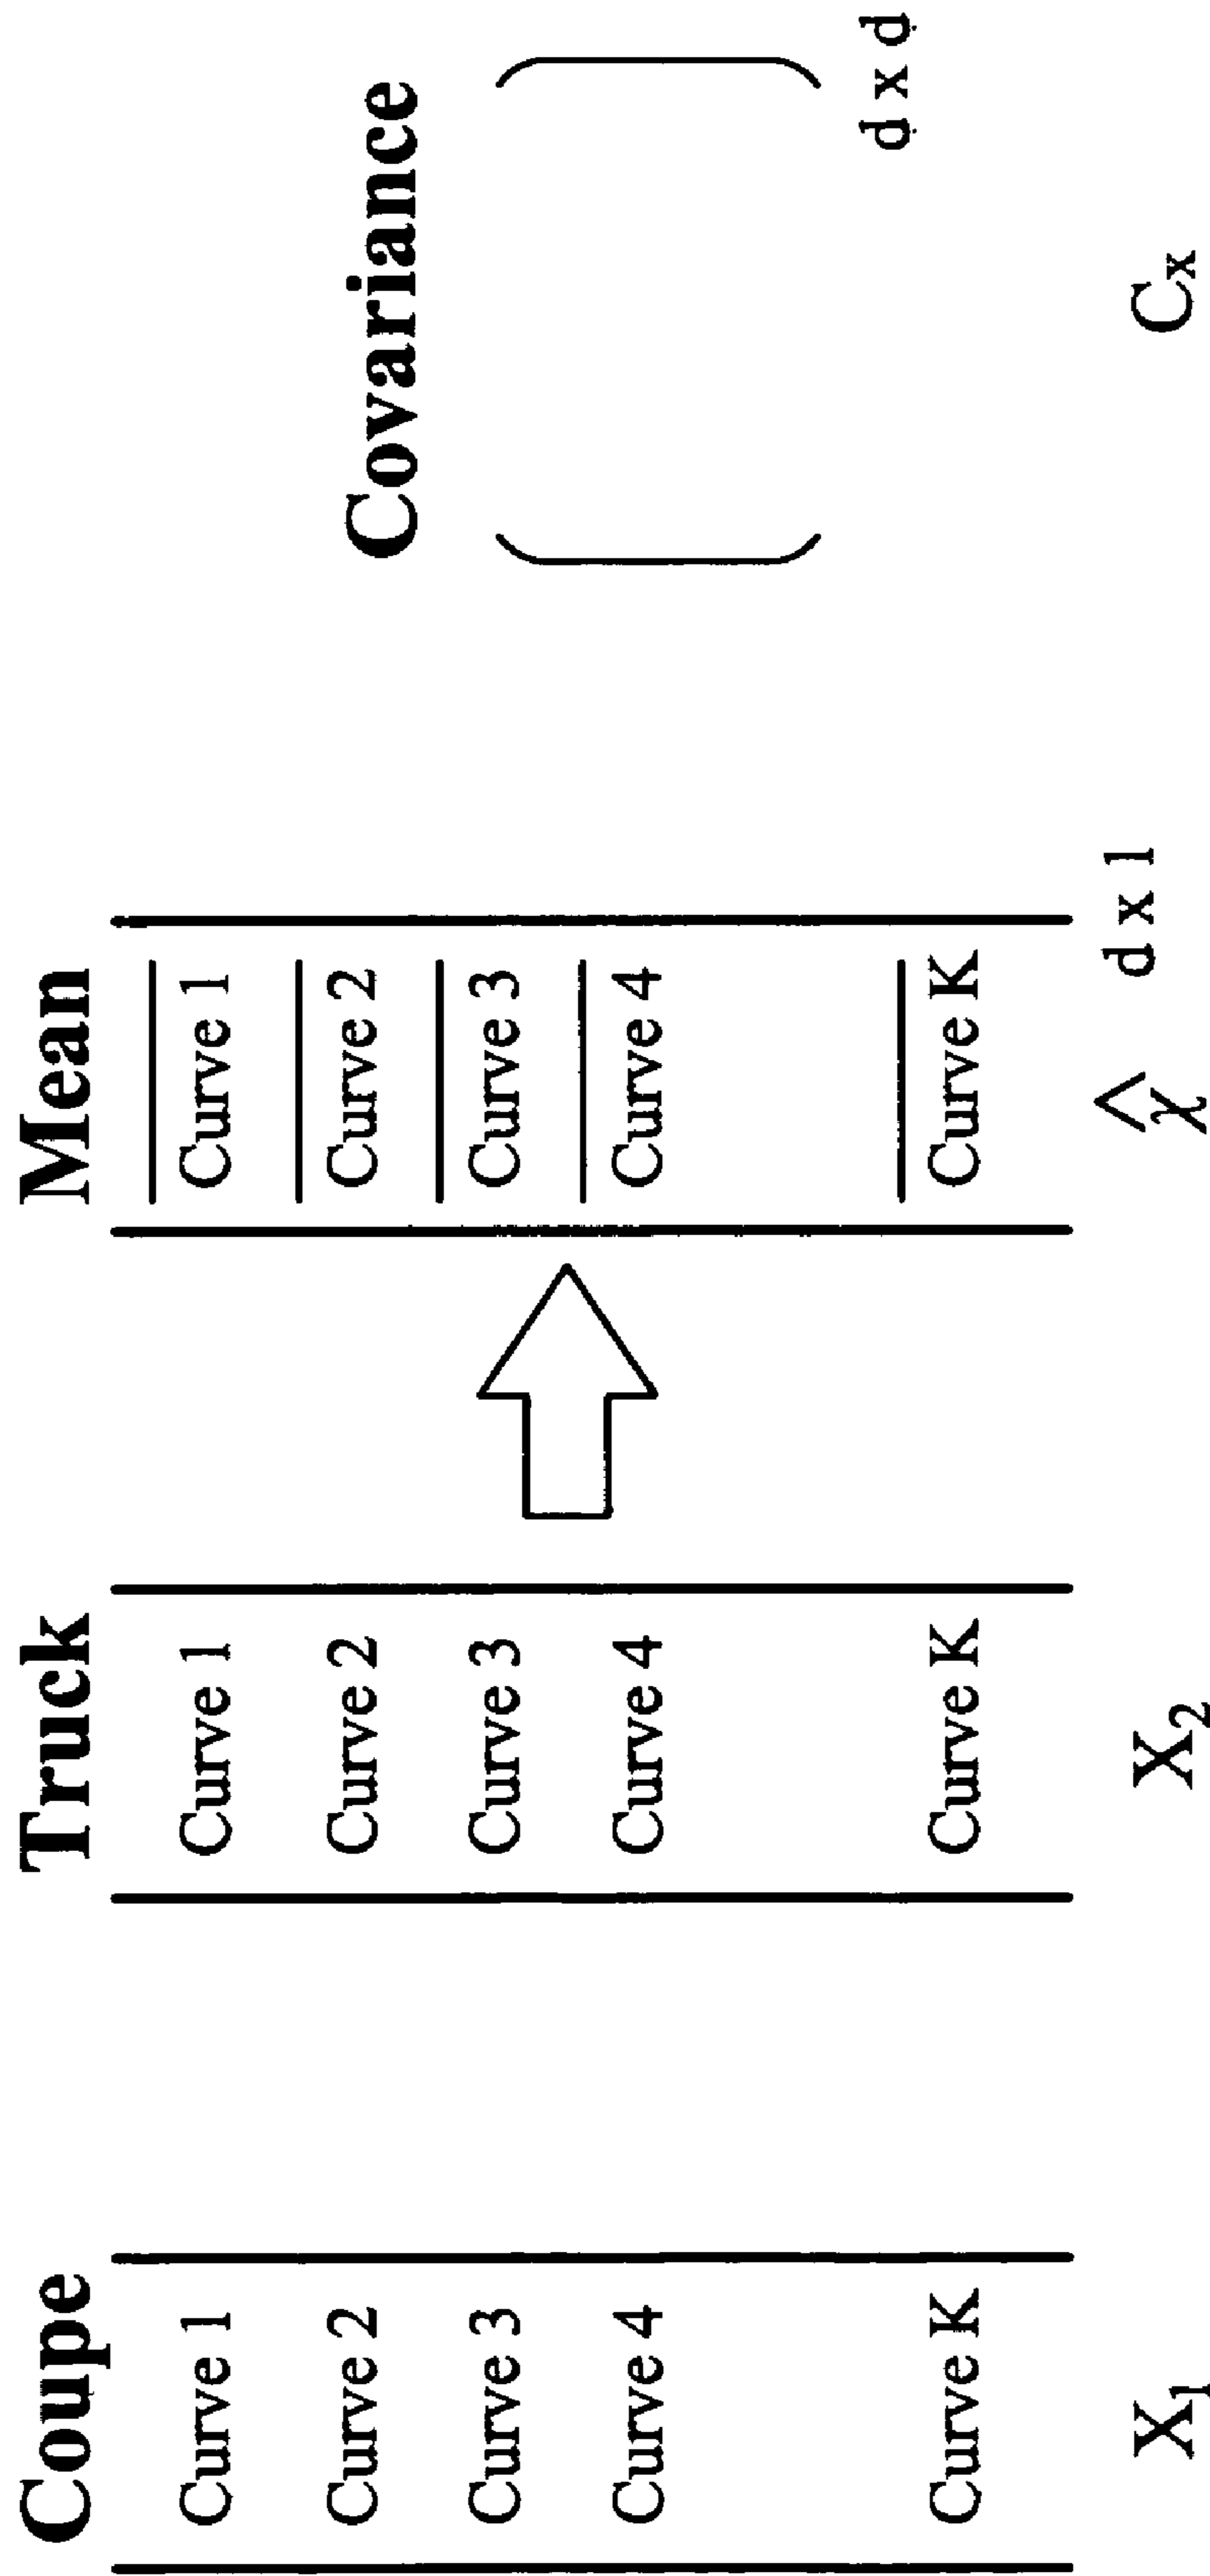 Coupe
Curve 1
Curve 2
Curve 3
Curve 4
Curve K
X₁
Truck
Curve 1
Curve 2
Curve 3
Curve 4
Curve K
X₂
Mean
Curve 1
Curve 2
Curve 3
Curve 4
Curve K
χ̂ d x 1
Covariance
d x d
Cₓ